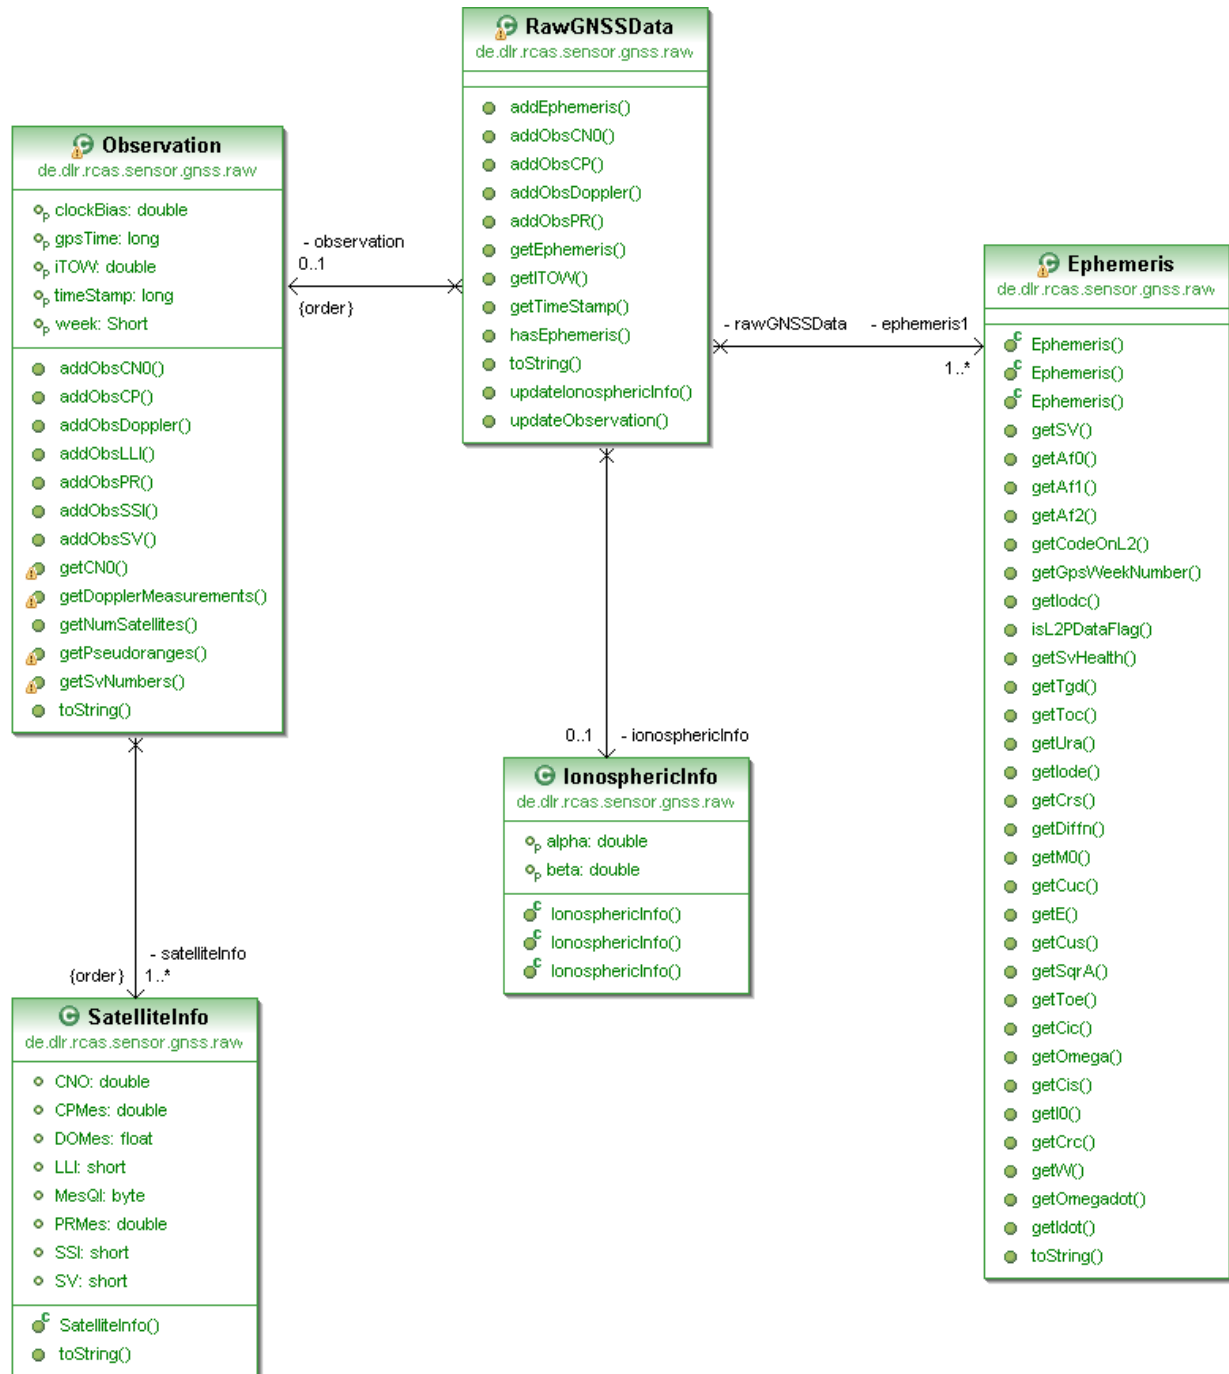 RawGNSSData
de.dlr.rcas.sensor.gnss.raw
addEphemeris()
addObsCN0()
addObsCP()
addObsDoppler()
addObsPR()
getEphemeris()
getITOW()
getTimeStamp()
hasEphemeris()
toString()
updateIonosphericInfo()
updateObservation()
Observation
de.dlr.rcas.sensor.gnss.raw
clockBias: double
gpsTime: long
iTOW: double
timeStamp: long
week: Short
addObsCN0()
addObsCP()
addObsDoppler()
addObsLLI()
addObsPR()
addObsSSI()
addObsSV()
getCN0()
getDopplerMeasurements()
getNumSatellites()
getPseudoranges()
getSvNumbers()
toString()
- observation
0..1
{order}
- rawGNSSData - ephemeris1
1..*
Ephemeris
de.dlr.rcas.sensor.gnss.raw
Ephemeris()
Ephemeris()
Ephemeris()
getSV()
getAf0()
getAf1()
getAf2()
getCodeOnL2()
getGpsWeekNumber()
getIodc()
isL2PDataFlag()
getSvHealth()
getTgd()
getToc()
getUra()
getIode()
getCrs()
getDiffn()
getM0()
getCuc()
getE()
getCus()
getSqrA()
getToe()
getCic()
getOmega()
getCis()
getI0()
getCrc()
getW()
getOmegadot()
getIdot()
toString()
0..1 - ionosphericInfo
IonosphericInfo
de.dlr.rcas.sensor.gnss.raw
alpha: double
beta: double
IonosphericInfo()
IonosphericInfo()
IonosphericInfo()
- satelliteInfo
{order} 1..*
SatelliteInfo
de.dlr.rcas.sensor.gnss.raw
CNO: double
CPMes: double
DOMes: float
LLI: short
MesQI: byte
PRMes: double
SSI: short
SV: short
SatelliteInfo()
toString()